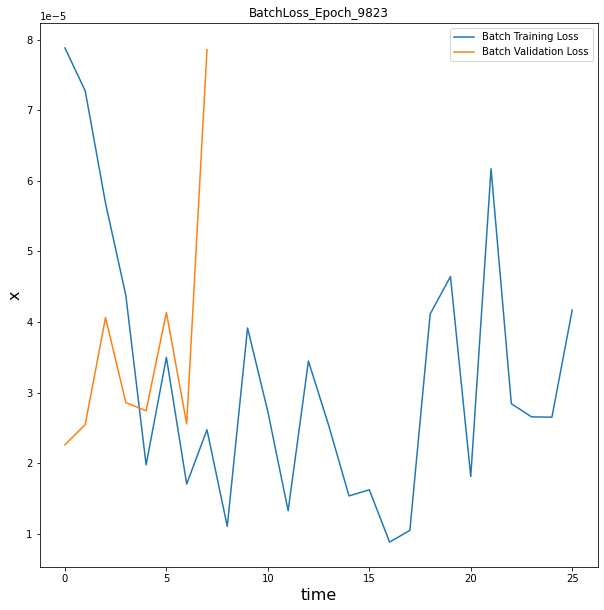 BatchLoss_Epoch_9823
1e−5
Batch Training Loss
Batch Validation Loss
8
7
6
5
4
3
2
1
x
0 5 10 15 20 25
time